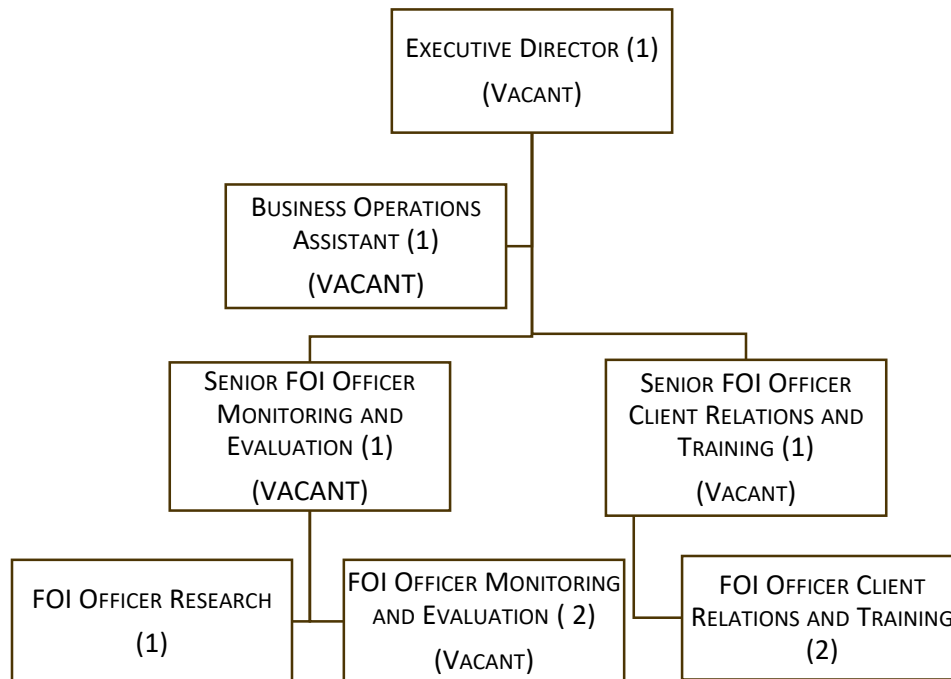 Executive Director (1)
(Vacant)
Business Operations
Assistant (1)
(VACANT)
Senior FOI Officer
Monitoring and
Evaluation (1)
(VACANT)
Senior FOI Officer
Client Relations and
Training (1)
(Vacant)
FOI Officer Research
(1)
FOI Officer Monitoring
and Evaluation ( 2)
(Vacant)
FOI Officer Client
Relations and Training
(2)